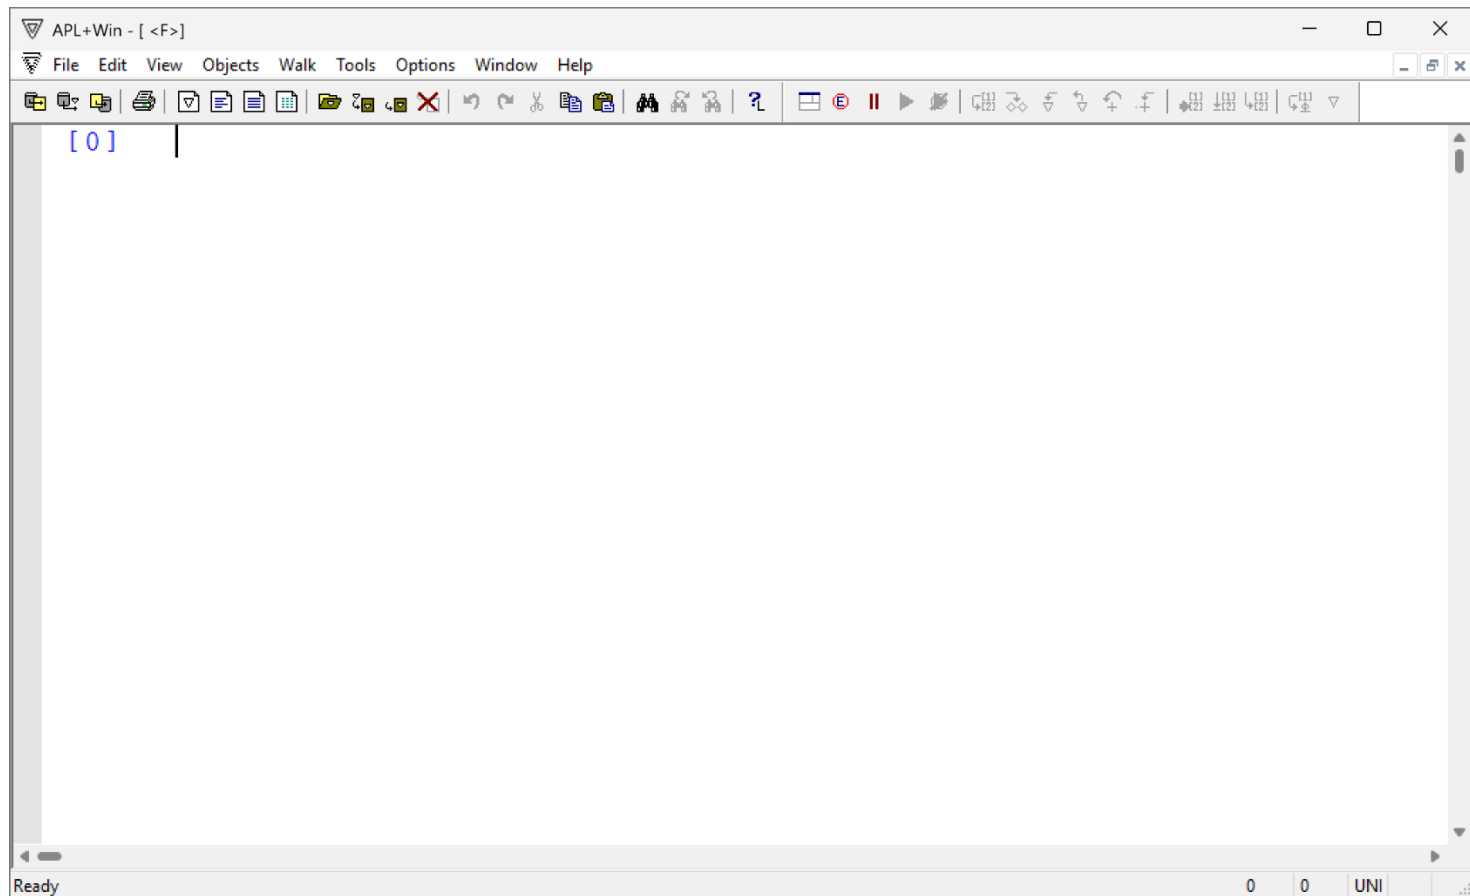 APL+Win - [ <F>]
File Edit View Objects Walk Tools Options Window Help
[0]
Ready 0 0 UNI